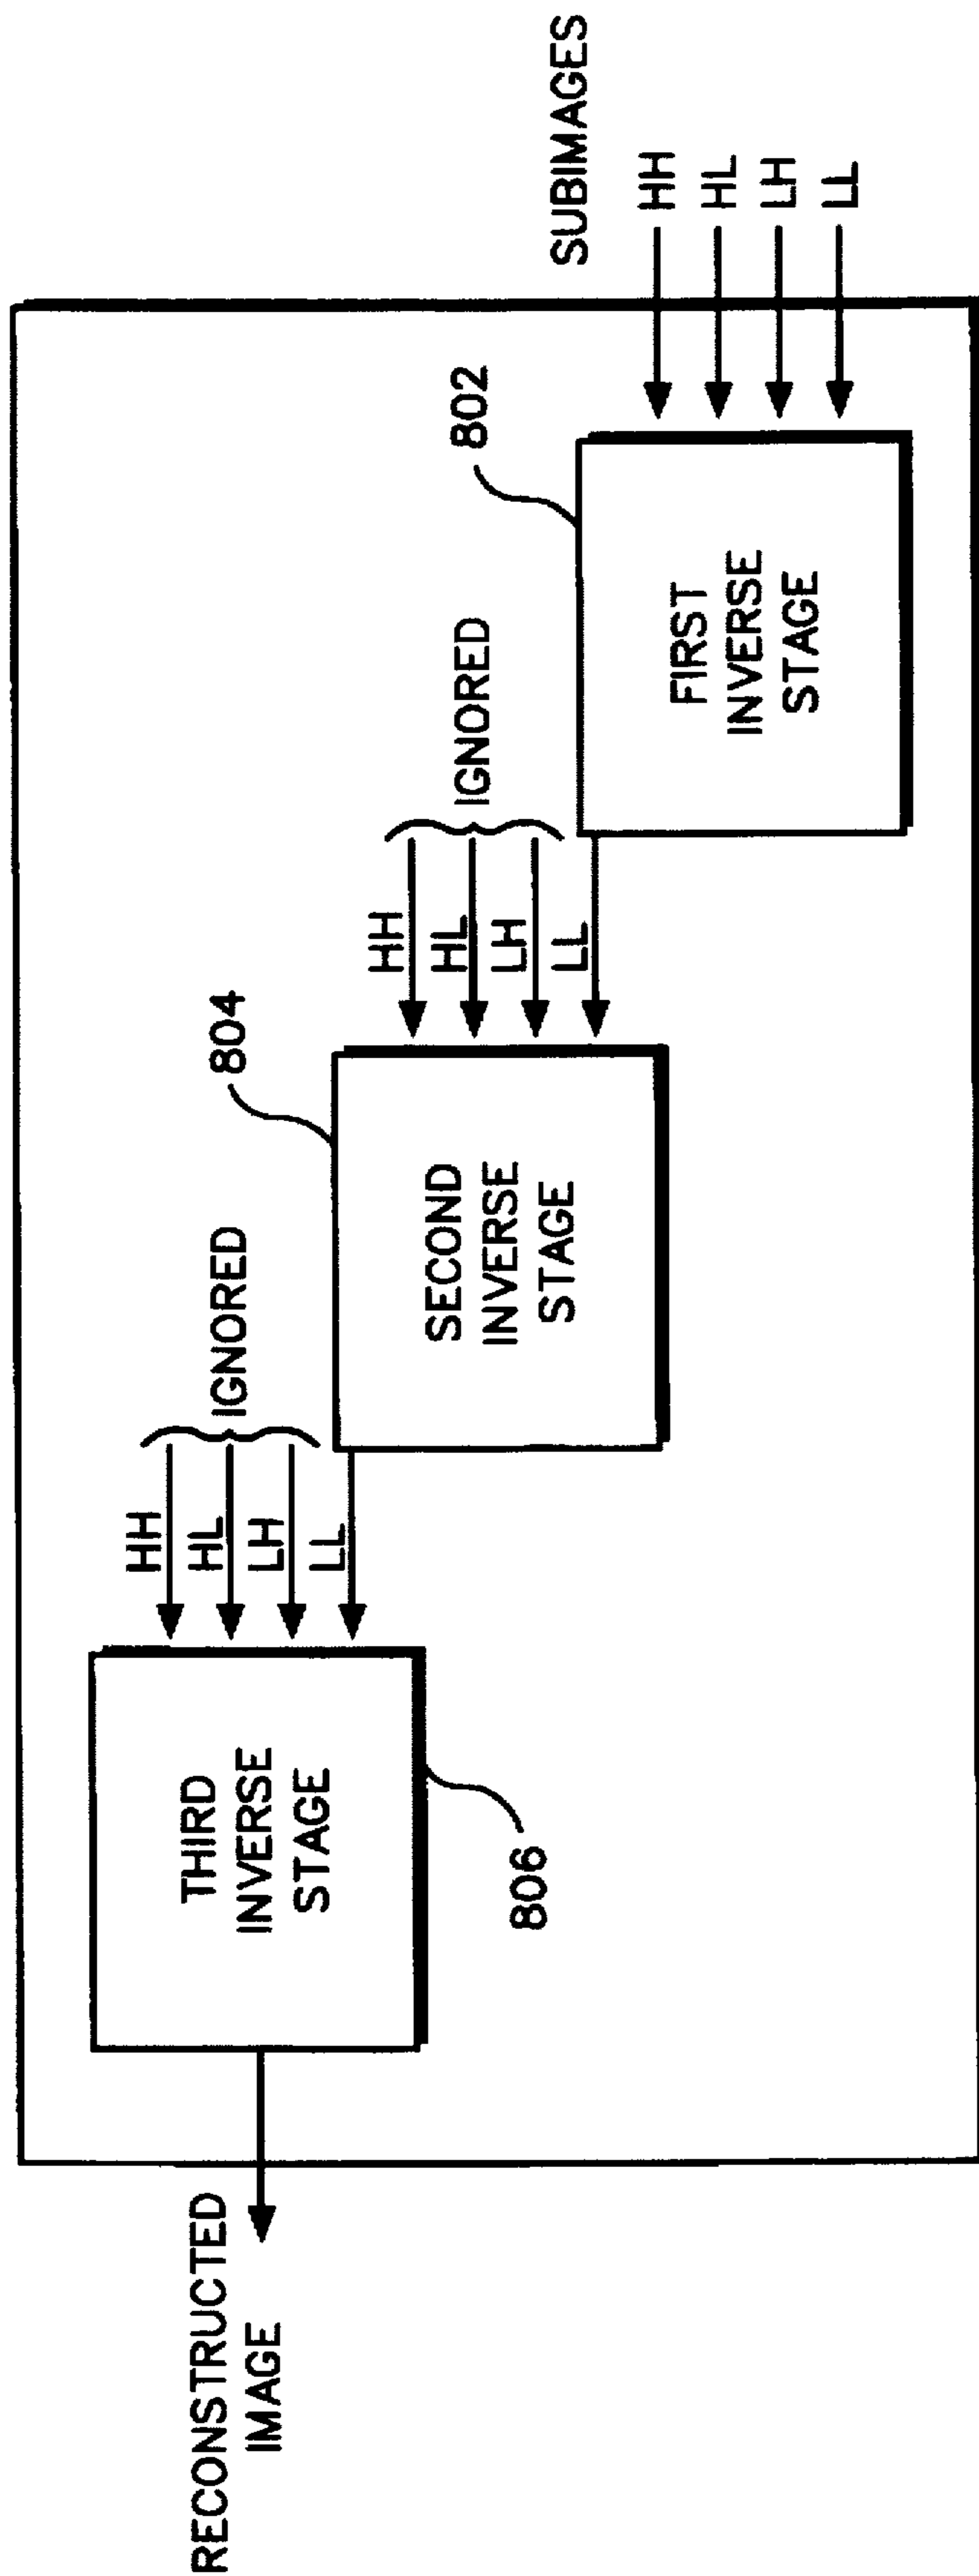 SUBIMAGES
HH
HL
LH
LL
802
FIRST
INVERSE
STAGE
IGNORED
HH
HL
LH
LL
804
SECOND
INVERSE
STAGE
IGNORED
HH
HL
LH
LL
THIRD
INVERSE
STAGE
806
RECONSTRUCTED
IMAGE